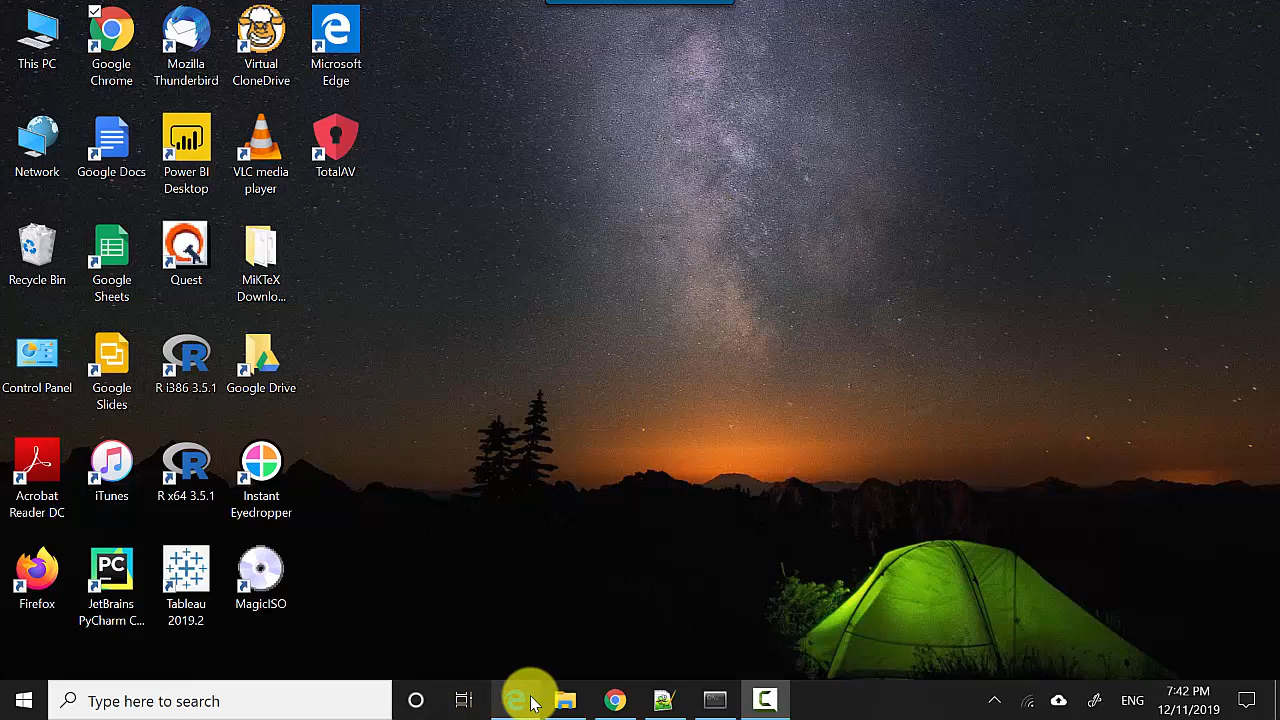 This PC
Google
Chrome
Mozilla
Thunderbird
Virtual
CloneDrive
Microsoft
Edge
Network
Google Docs
Power BI
Desktop
VLC media
player
TotalAV
Recycle Bin
Google
Sheets
Quest
MiKTeX
Downlo...
Control Panel
Google
Slides
R i386 3.5.1
Google Drive
Acrobat
Reader DC
iTunes
R x64 3.5.1
Instant
Eyedropper
Firefox
PC
JetBrains
PyCharm C...
Tableau
2019.2
MagicISO
Type here to search
ENG
7:42 PM
12/11/2019